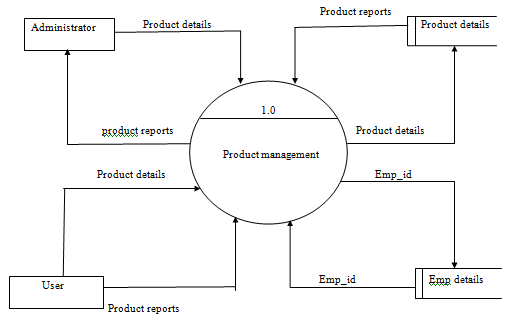 Product reports
Administrator
Product details
Product details
1.0
product reports
Product details
Product management
Product details
Emp_id
User
Emp_id
Emp details
Product reports